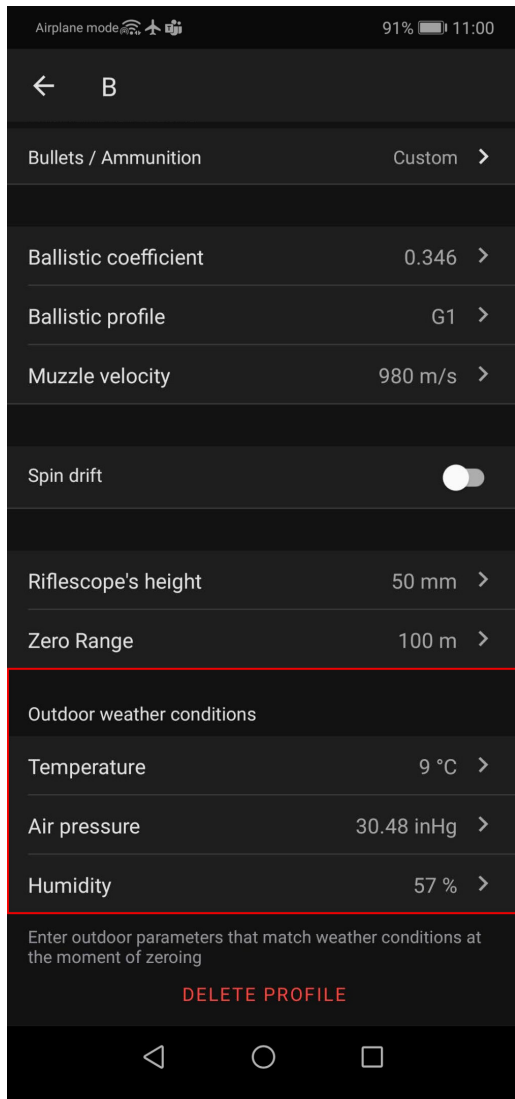 Airplane mode 91% 11:00
B
Bullets / Ammunition Custom
Ballistic coefficient 0.346
Ballistic profile G1
Muzzle velocity 980 m/s
Spin drift
Riflescope's height 50 mm
Zero Range 100 m
Outdoor weather conditions
Temperature 9 °C
Air pressure 30.48 inHg
Humidity 57 %
Enter outdoor parameters that match weather conditions at
the moment of zeroing
DELETE PROFILE